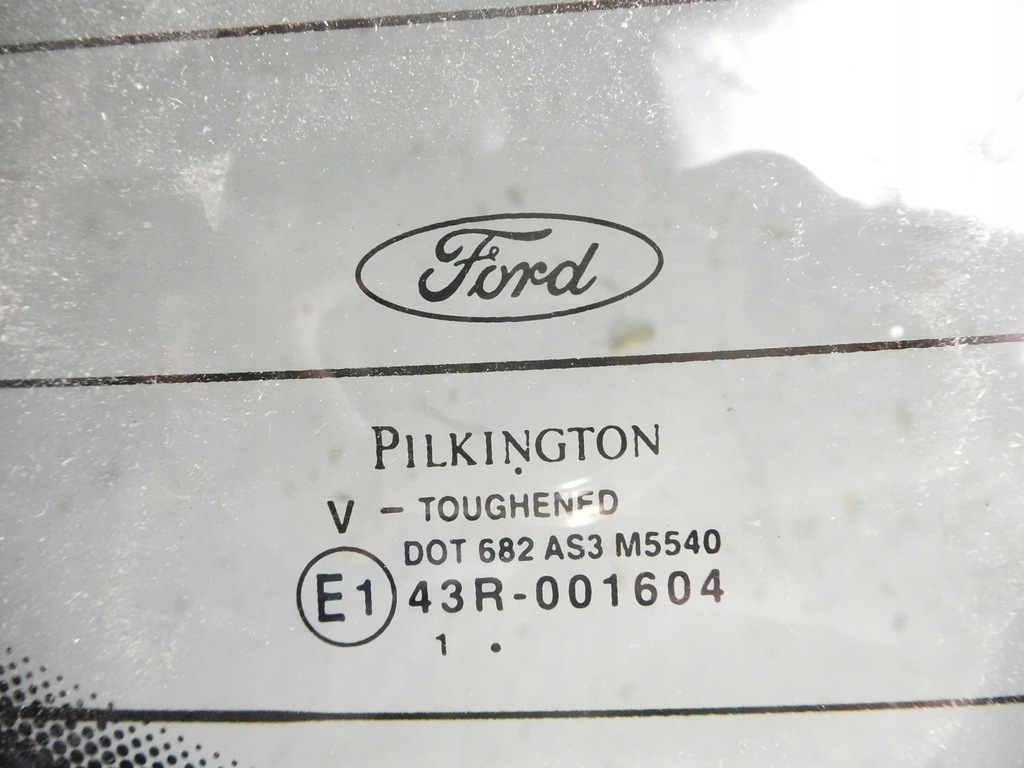 Ford
PILKINGTON
V - TOUGHENED
DOT 682 AS3 M5540
E1 43R-001604
1 .